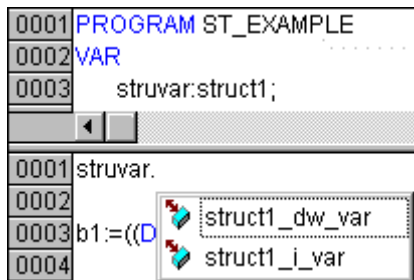 0001 PROGRAM ST_EXAMPLE
0002 VAR
0003 struvar:struct1;
0001 struvar.
0002 struct1_dw_var
0003 b1:=((D
0004 struct1_i_var